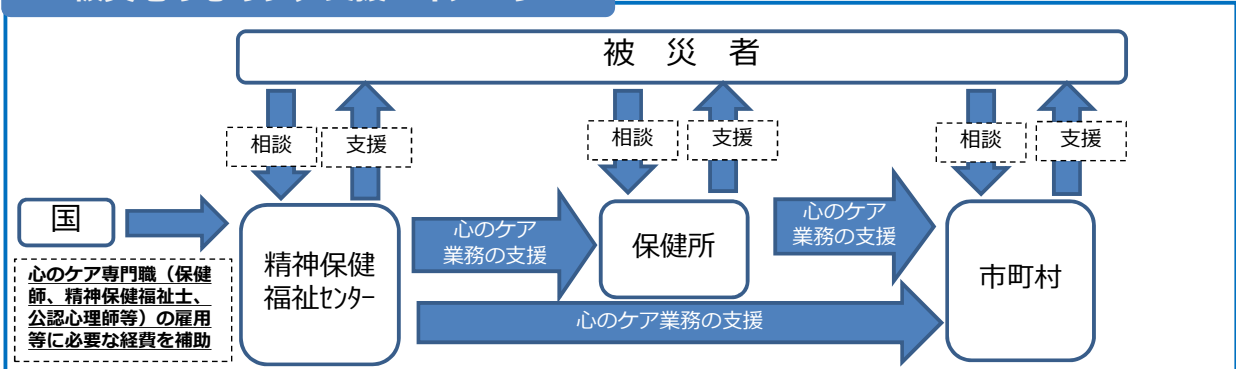 被 災 者
相談
支援
相談
支援
相談
支援
国
心のケア専門職（保健
師、精神保健福祉士、
公認心理師等）の雇用
等に必要な経費を補助
精神保健
福祉ｾﾝﾀｰ
心のケア
業務の支援
保健所
心のケア
業務の支援
市町村
心のケア業務の支援